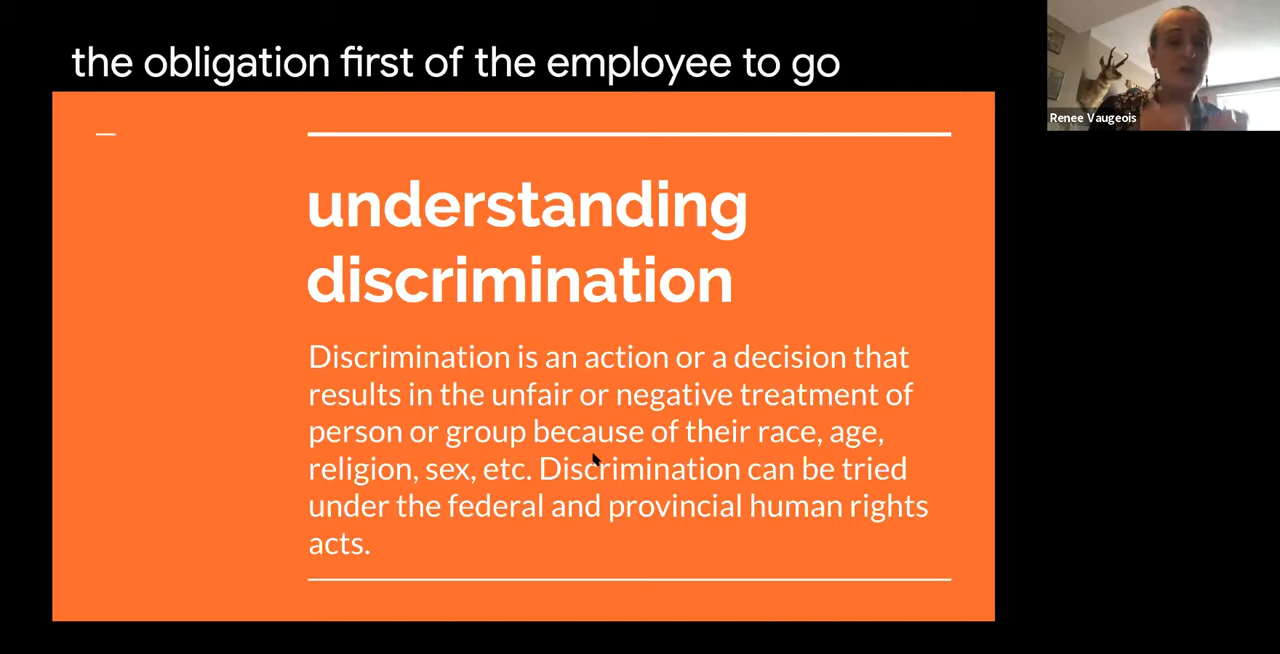 the obligation first of the employee to go
Renee Vaugeois
understanding
discrimination
Discrimination is an action or a decision that
results in the unfair or negative treatment of
person or group because of their race, age,
religion, sex, etc. Discrimination can be tried
under the federal and provincial human rights
acts.